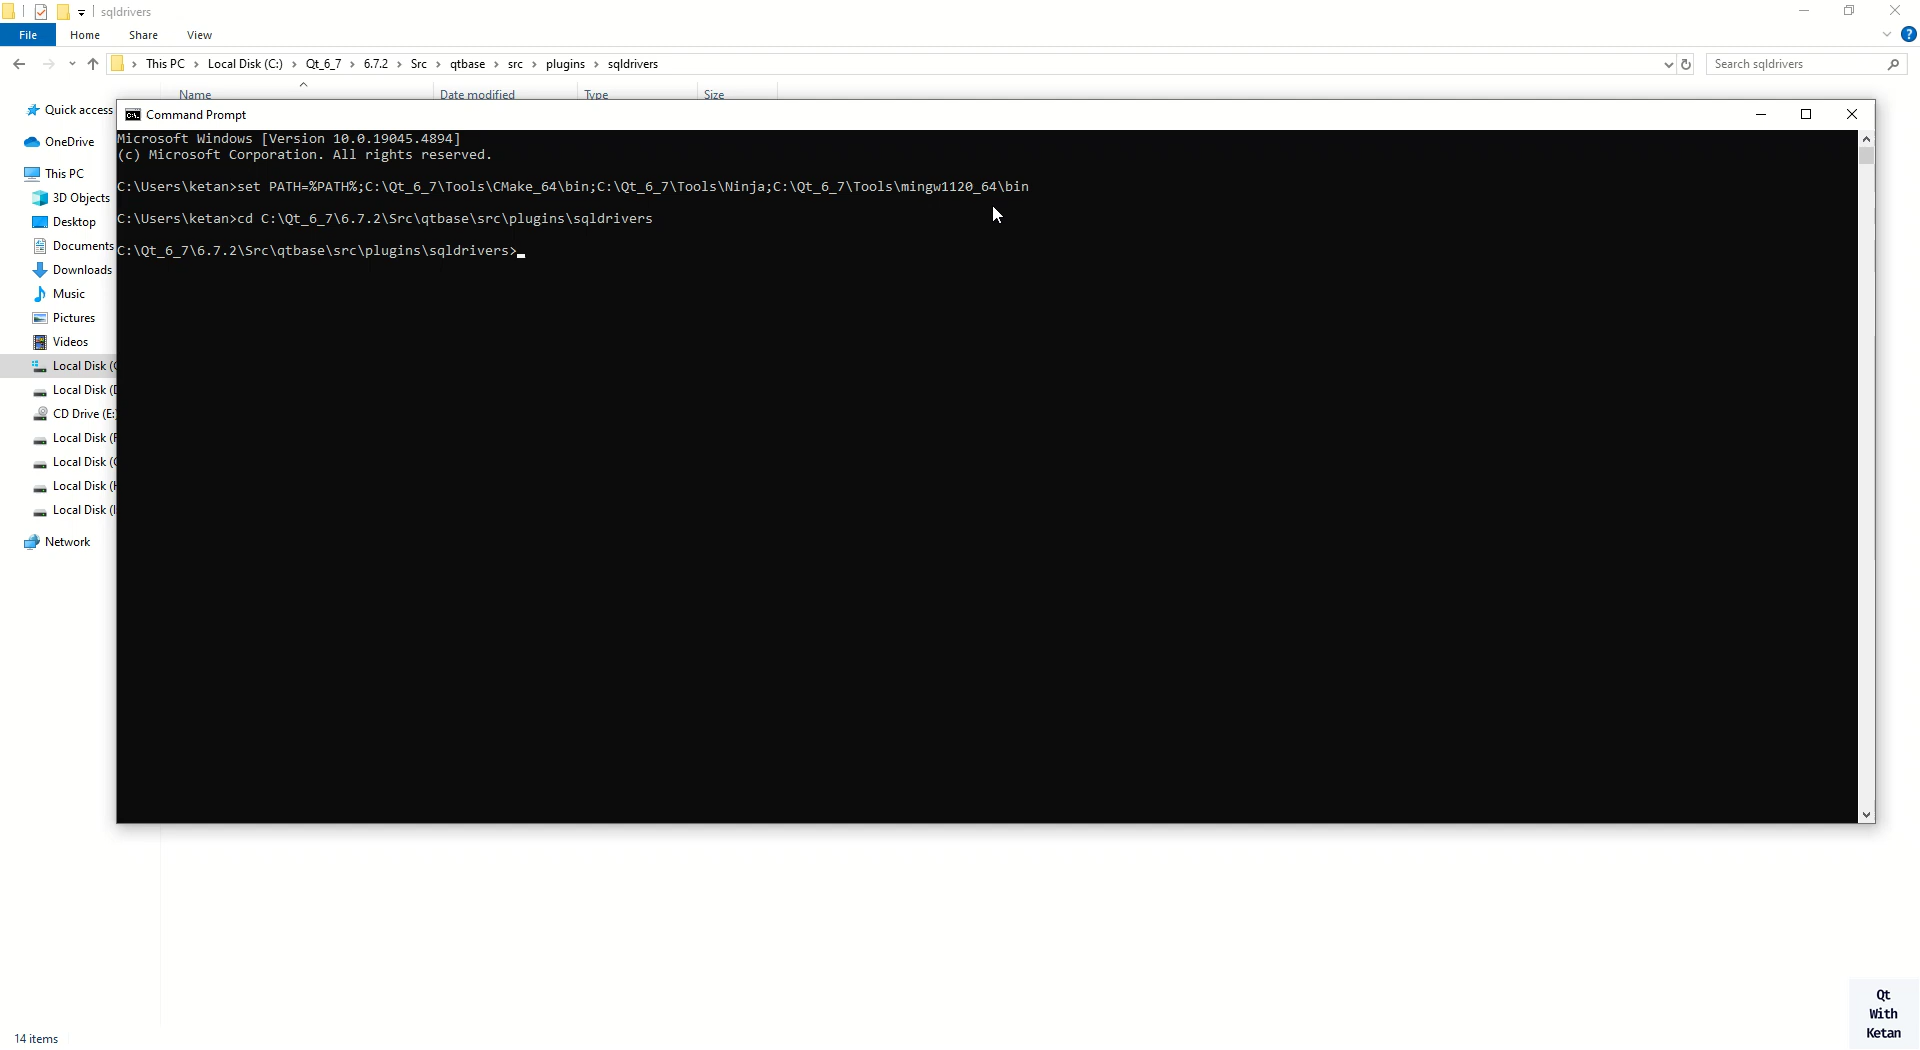 sqldrivers
File Home Share View
This PC > Local Disk (C:) > Qt_6_7 > 6.7.2 > Src > qtbase > src > plugins > sqldrivers
Search sqldrivers
Name Date modified Type Size
Quick access
OneDrive
This PC
3D Objects
Desktop
Documents
Downloads
Music
Pictures
Videos
Local Disk (
Local Disk (
CD Drive (E:
Local Disk (
Local Disk (
Local Disk (
Local Disk (
Network
14 items
Command Prompt
Microsoft Windows [Version 10.0.19045.4894]
(c) Microsoft Corporation. All rights reserved.
C:\Users\ketan>set PATH=%PATH%;C:\Qt_6_7\Tools\CMake_64\bin;C:\Qt_6_7\Tools\Ninja;C:\Qt_6_7\Tools\mingw1120_64\bin
C:\Users\ketan>cd C:\Qt_6_7\6.7.2\Src\qtbase\src\plugins\sqldrivers
C:\Qt_6_7\6.7.2\Src\qtbase\src\plugins\sqldrivers>
Qt
With
Ketan